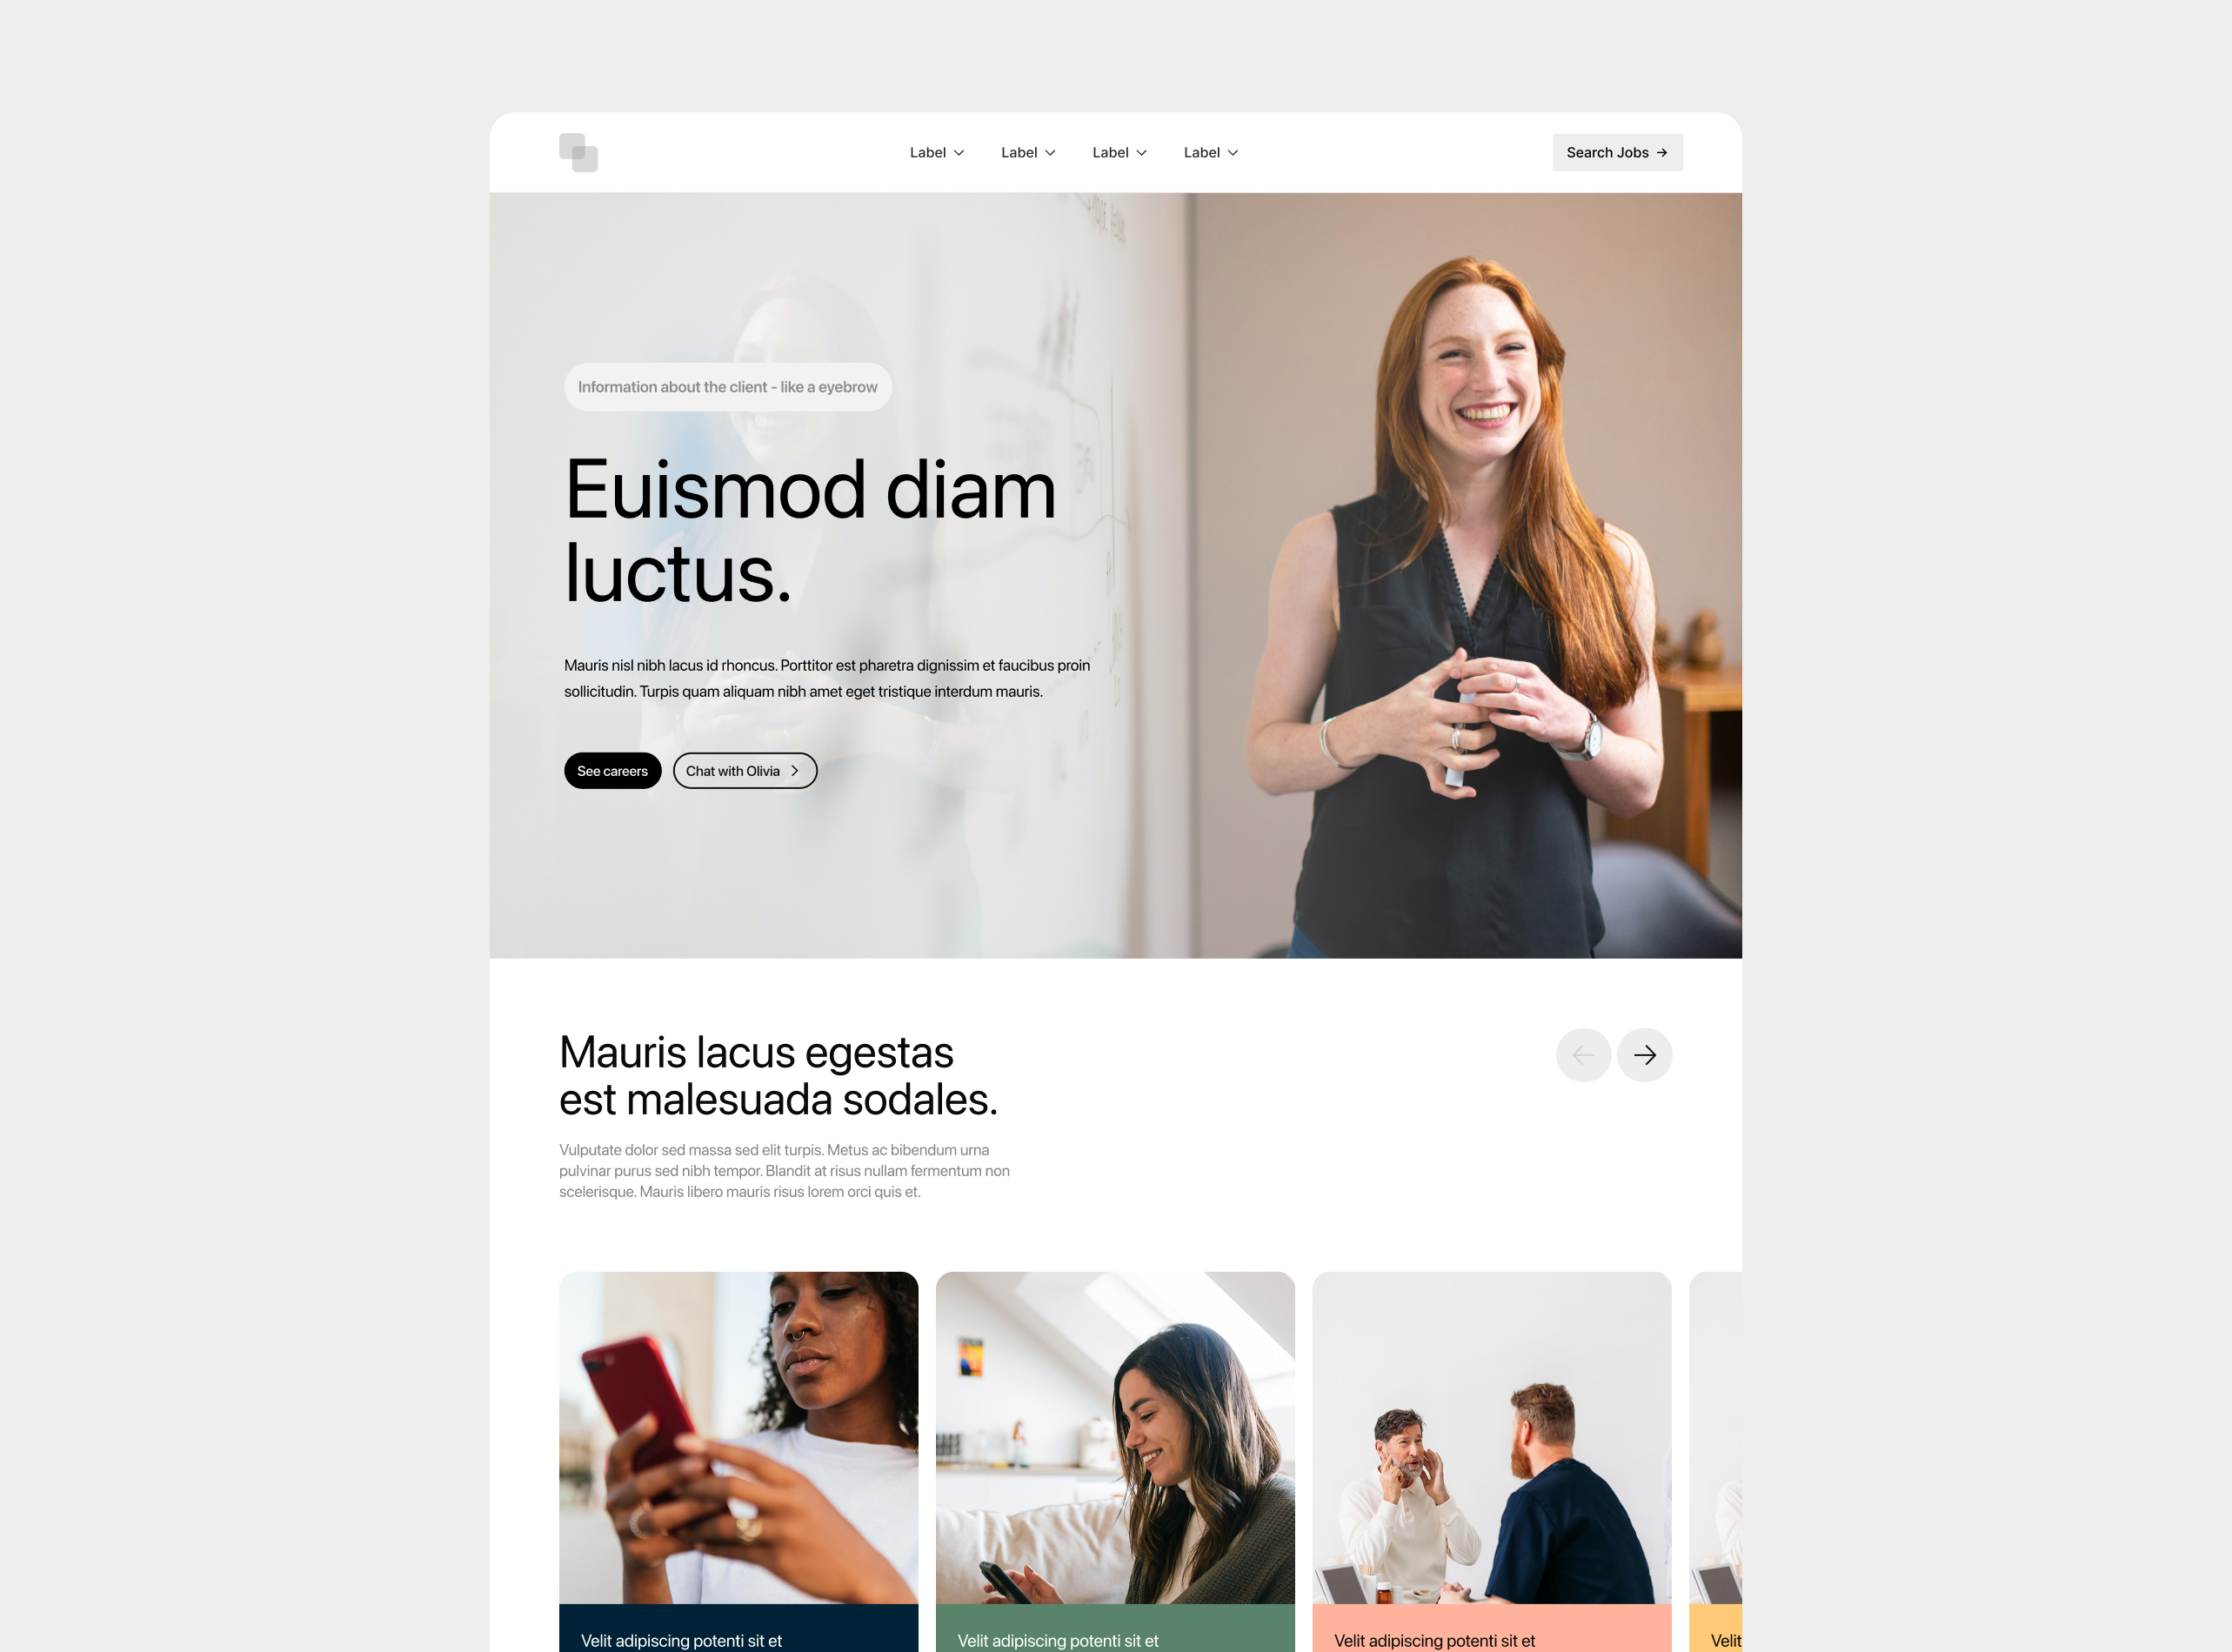 Label
Label
Label
Label
Search Jobs
Information about the client - like a eyebrow
Euismod diam
luctus.
Mauris nisl nibh lacus id rhoncus. Porttitor est pharetra dignissim et faucibus proin
sollicitudin. Turpis quam aliquam nibh amet eget tristique interdum mauris.
See careers
Chat with Olivia
Mauris lacus egestas
est malesuada sodales.
Vulputate dolor sed massa sed elit turpis. Metus ac bibendum urna
pulvinar purus sed nibh tempor. Blandit at risus nullam fermentum non
scelerisque. Mauris libero mauris risus lorem orci quis et.
Velit adipiscing potenti sit et
Velit adipiscing potenti sit et
Velit adipiscing potenti sit et
Velit